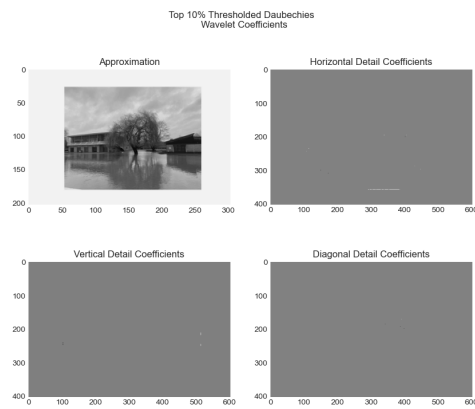 Top 10% Thresholded Daubechies
Wavelet Coefficients
Approximation
0
50
100
150
200
0 50 100 150 200 250 300
Horizontal Detail Coefficients
0
100
200
300
400
0 100 200 300 400 500 600
Vertical Detail Coefficients
0
100
200
300
400
0 100 200 300 400 500 600
Diagonal Detail Coefficients
0
100
200
300
400
0 100 200 300 400 500 600